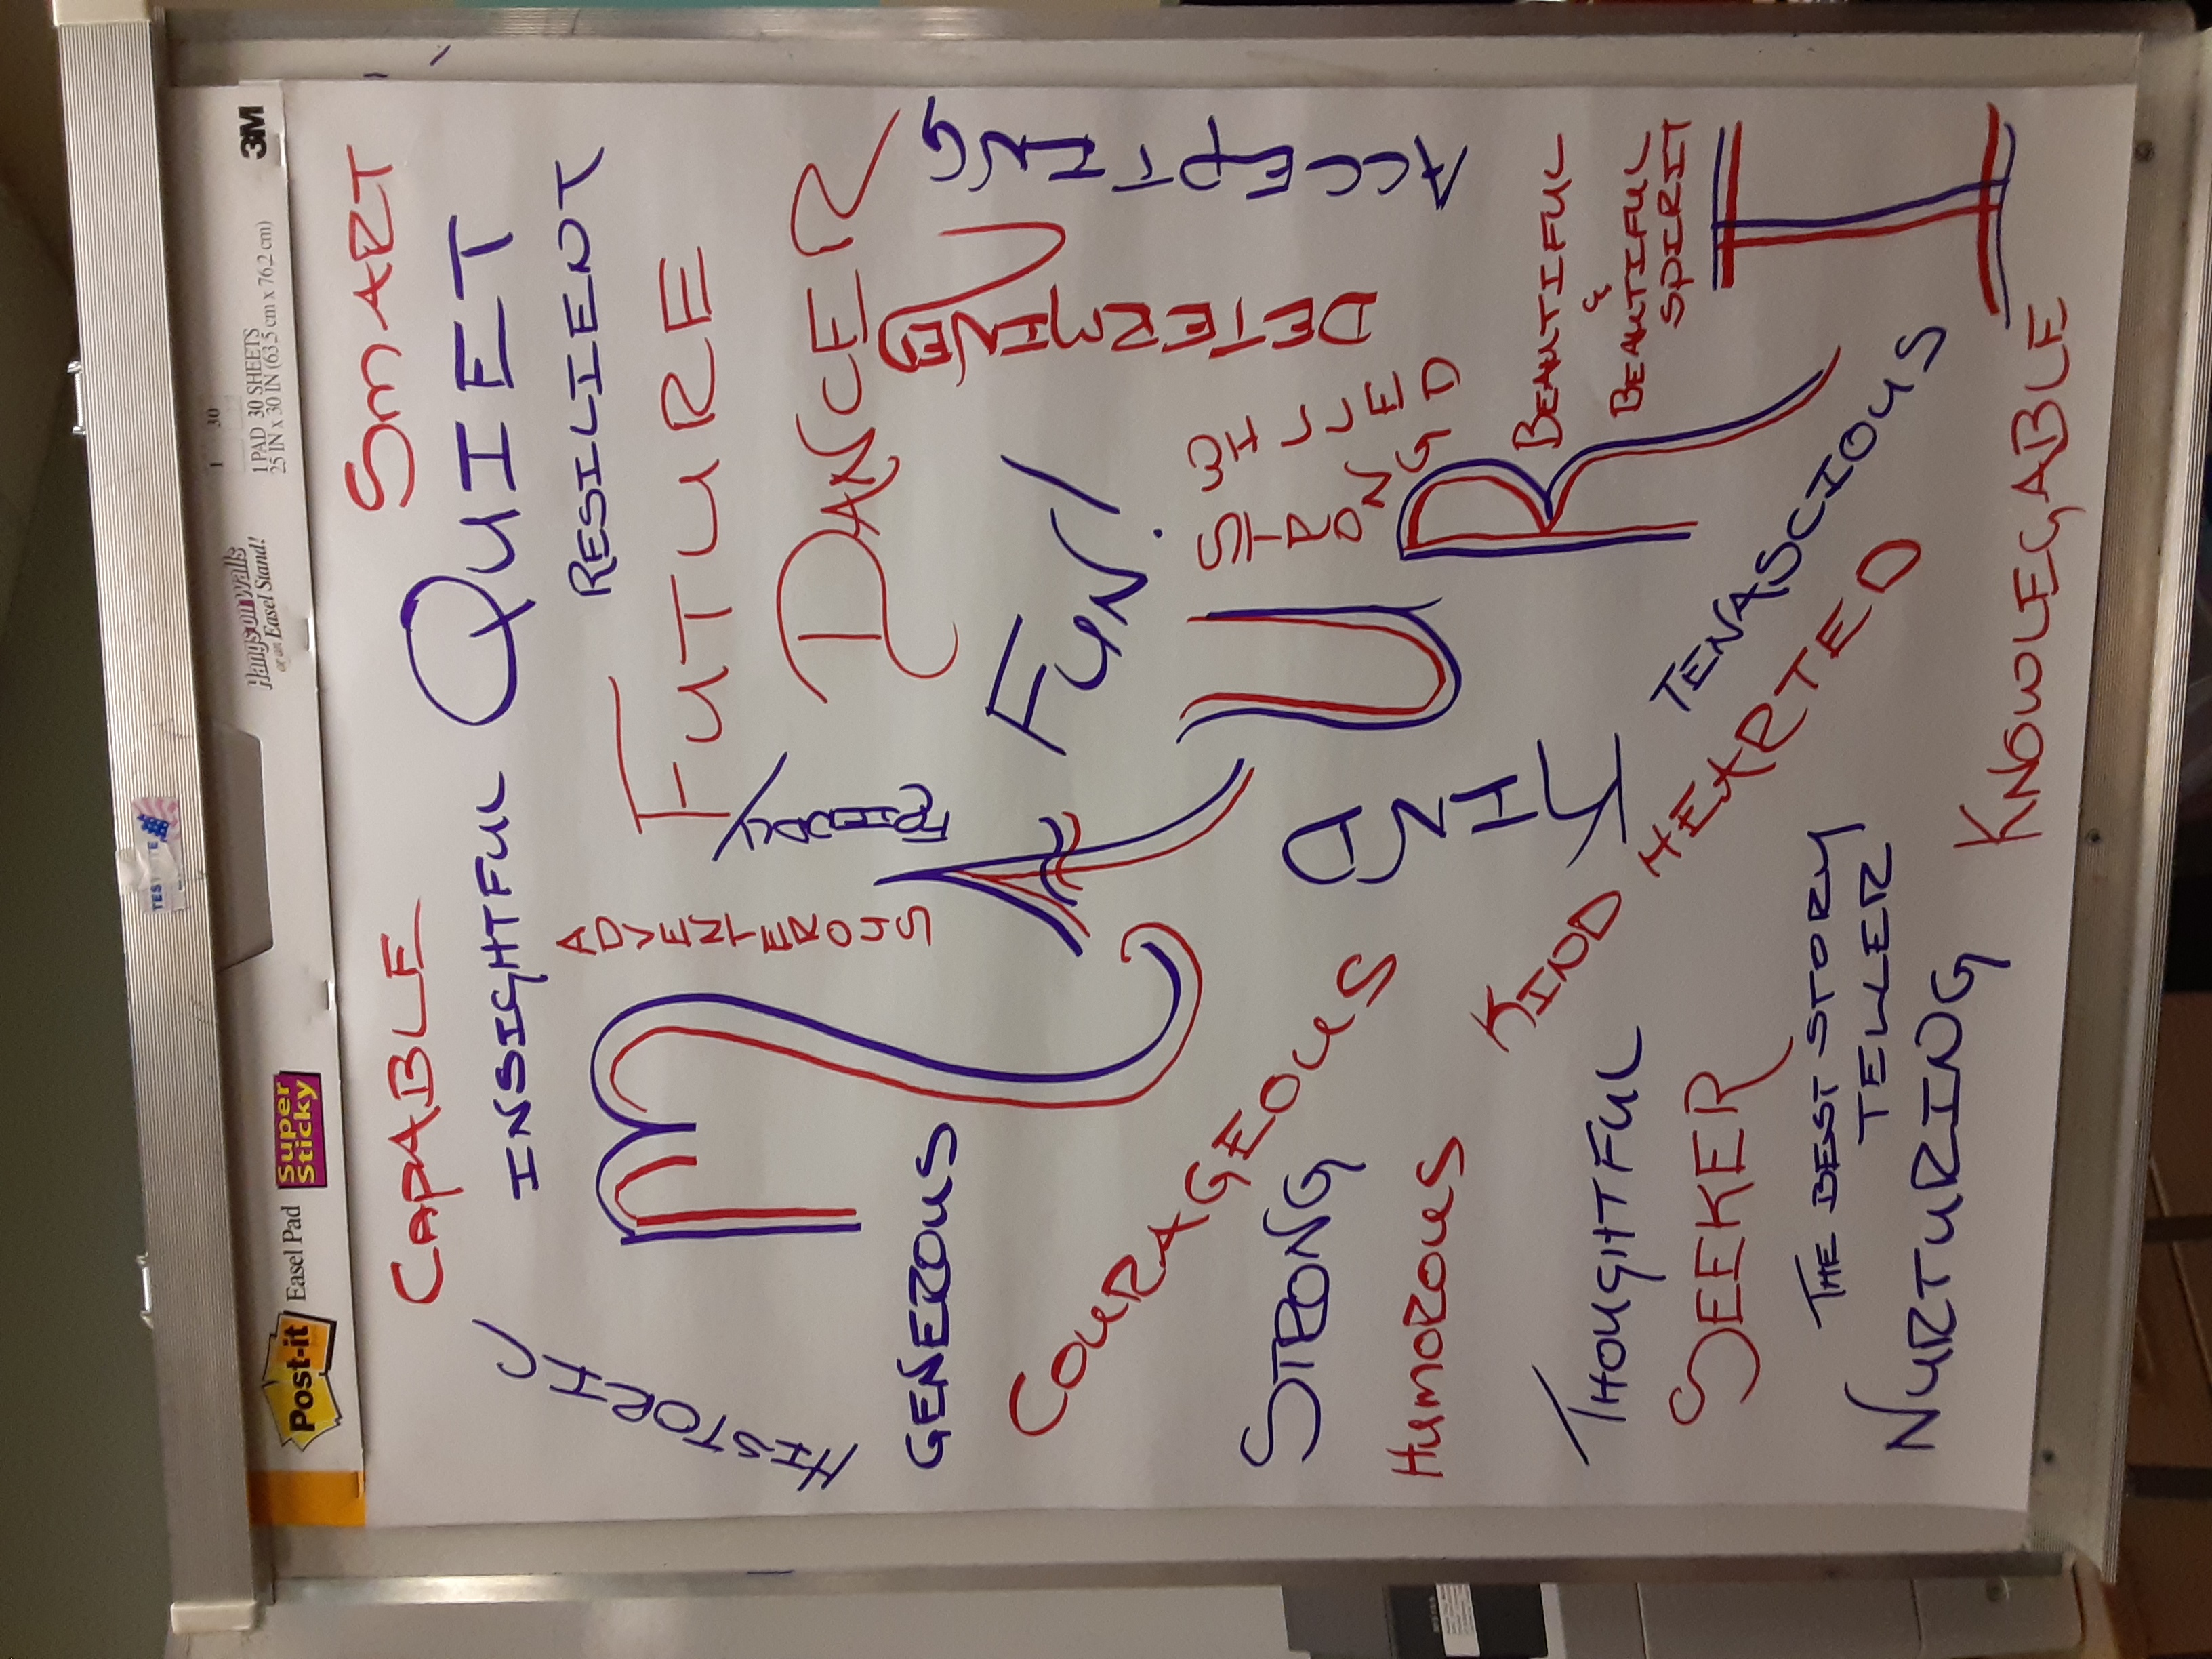 Post-it Easel Pad Super Sticky
Hangs on walls
or an Easel Stand!
1 30
1 PAD 30 SHEETS
25 IN x 30 IN (63,5 cm x 76,2 cm)
3M
CAPABLE
SMART
INSIGHTFUL
QUIET
HISTORIC
RESILIENT
ADVENTEROUS
FUTURE
FRIENDLY
DANCER
GENEROUS
MAURI
FUN!
DETERMINED
ACCEPTING
COURAGEOUS
STRONG
WILLED
STRONG
KIND
HUMOROUS
KIND HEARTED
BEAUTIFUL
&
BEAUTIFUL
SPIRIT
THOUGHTFUL
TENASCIOUS
SEEKER
THE BEST STORY
TELLER
NURTURING
KNOWLEGABLE